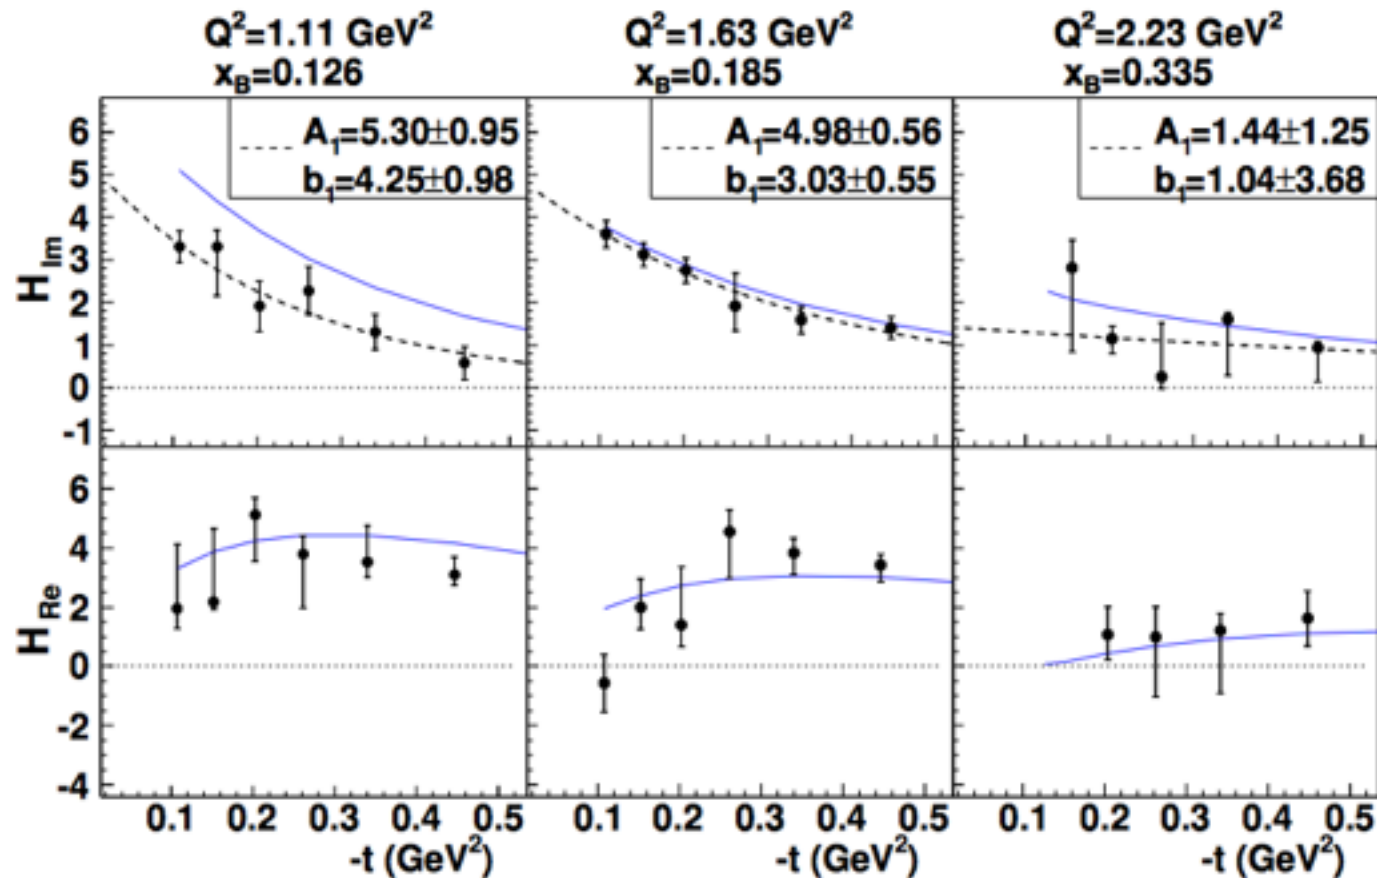 Q²=1.11 GeV²
x_B=0.126
Q²=1.63 GeV²
x_B=0.185
Q²=2.23 GeV²
x_B=0.335
A₁=5.30±0.95
b₁=4.25±0.98
A₁=4.98±0.56
b₁=3.03±0.55
A₁=1.44±1.25
b₁=1.04±3.68
H_Im
6
5
4
3
2
1
0
-1
H_Re
6
4
2
0
-2
-4
0.1 0.2 0.3 0.4
0.1 0.2 0.3 0.4
0.1 0.2 0.3 0.4 0.5
-t (GeV²)
-t (GeV²)
-t (GeV²)